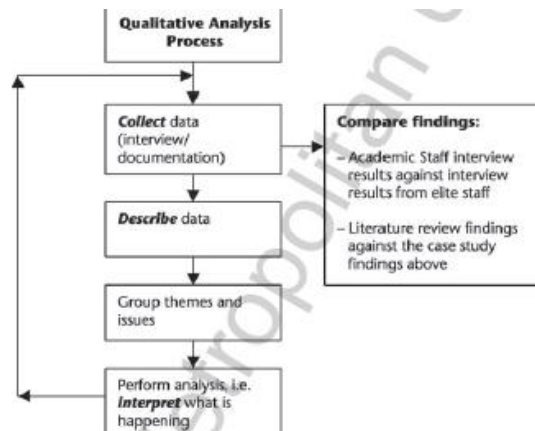 Qualitative Analysis
Process
Collect data
(interview/
documentation)
Compare findings:
– Academic Staff interview
results against interview
results from elite staff
– Literature review findings
against the case study
findings above
Describe data
Group themes and
issues
Perform analysis, i.e.
interpret what is
happening
etropolitan